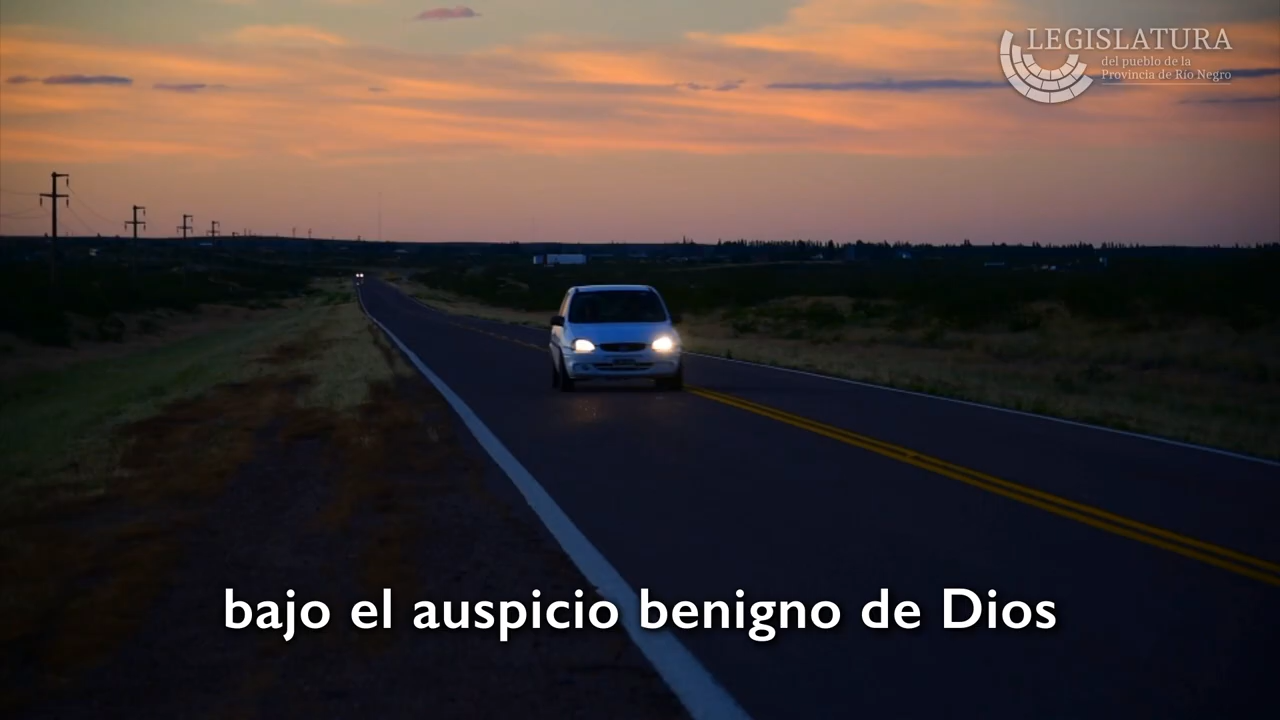 LEGISLATURA
del pueblo de la
Provincia de Río Negro
bajo el auspicio benigno de Dios